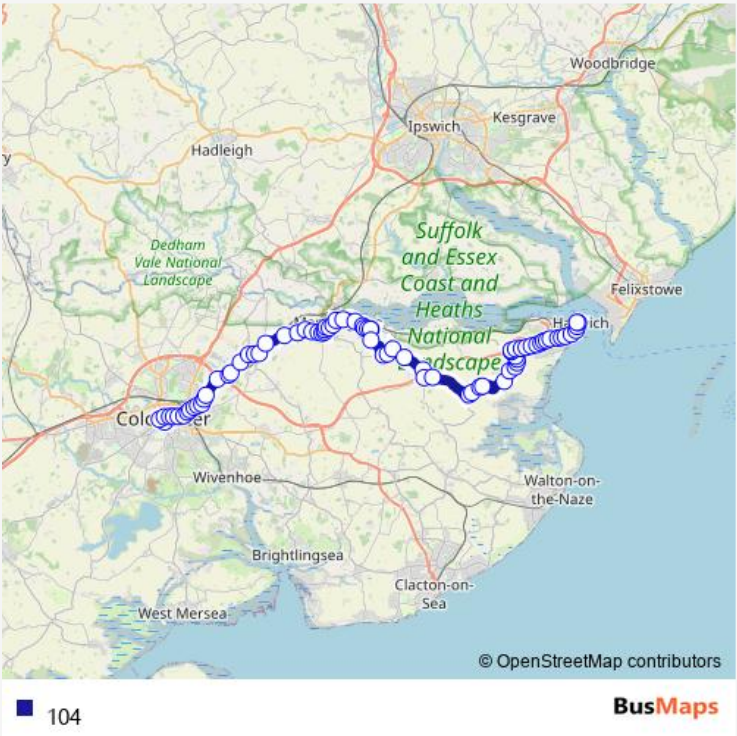 Woodbridge
Ipswich
Kesgrave
Hadleigh
y
Suffolk
and Essex
Coast and
Heaths
National
Dedham
Vale National
Landscape
Felixstowe
Wivenhoe
Walton-on-
the-Naze
Brightlingsea
Clacton-on-
Sea
West Mersea
© OpenStreetMap contributors
104
BusMaps